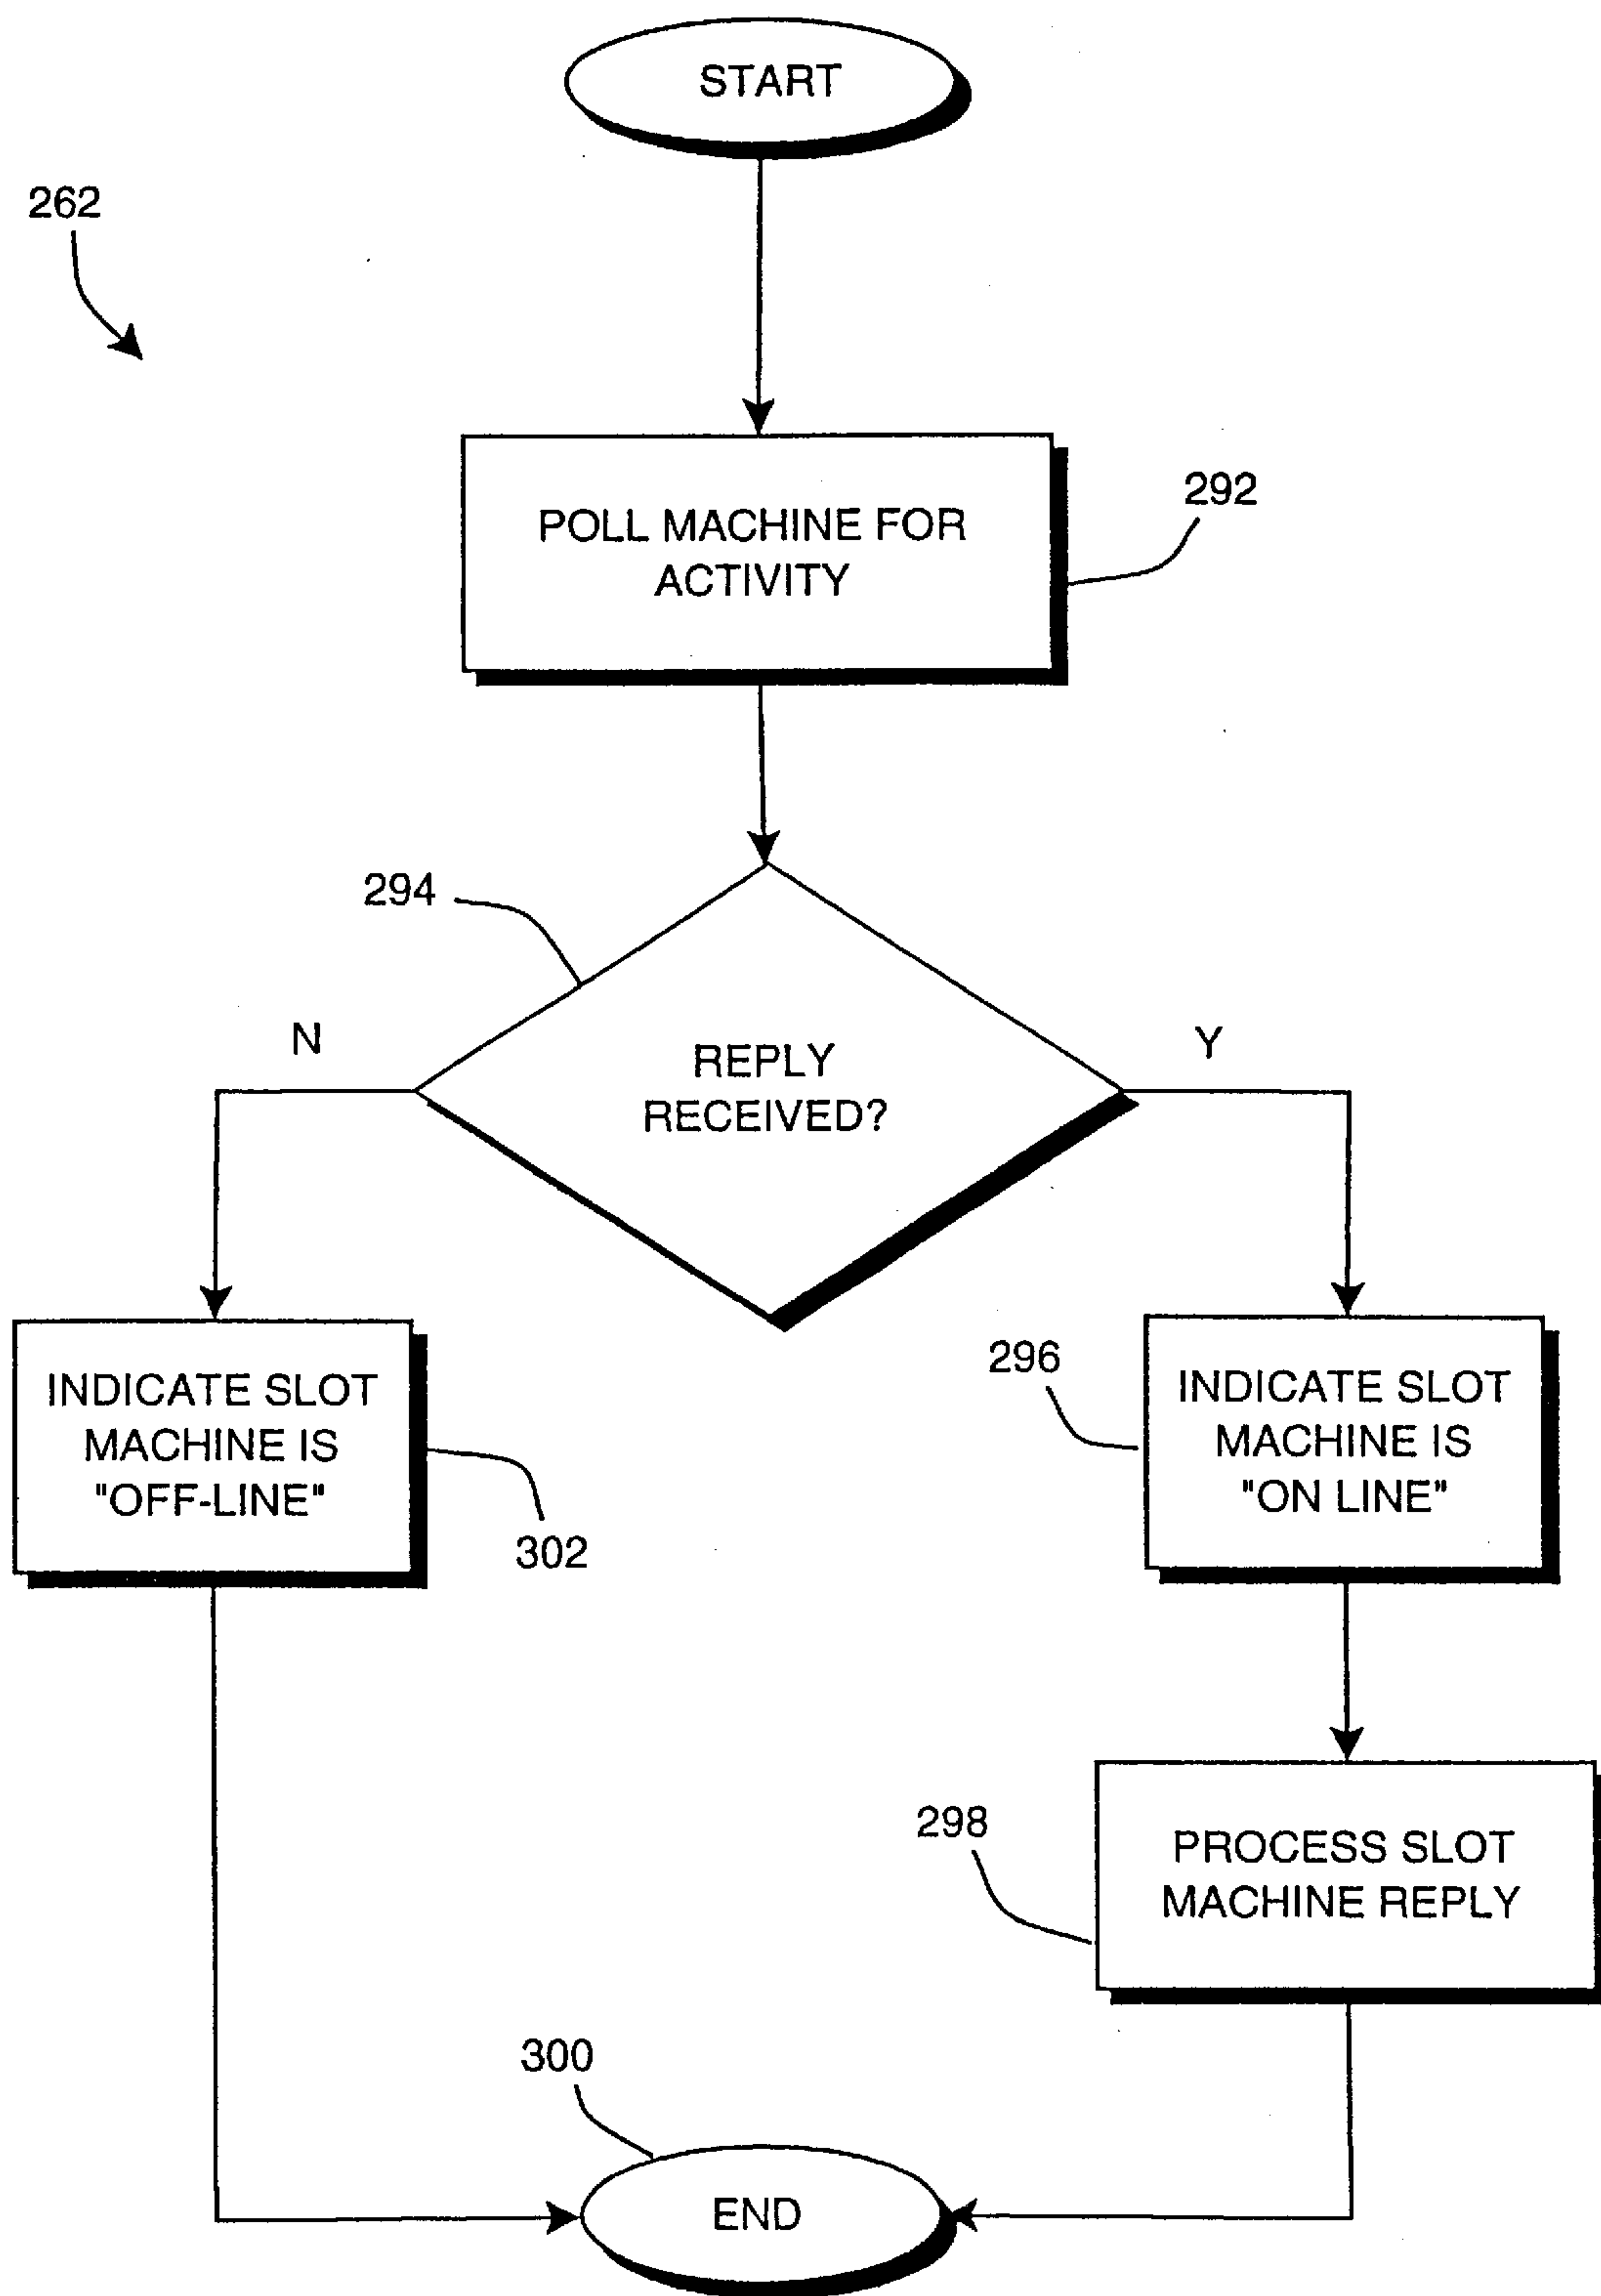 START
262
POLL MACHINE FOR
ACTIVITY
292
294
N
REPLY
RECEIVED?
Y
INDICATE SLOT
MACHINE IS
"OFF-LINE"
302
296
INDICATE SLOT
MACHINE IS
"ON LINE"
298
PROCESS SLOT
MACHINE REPLY
300
END